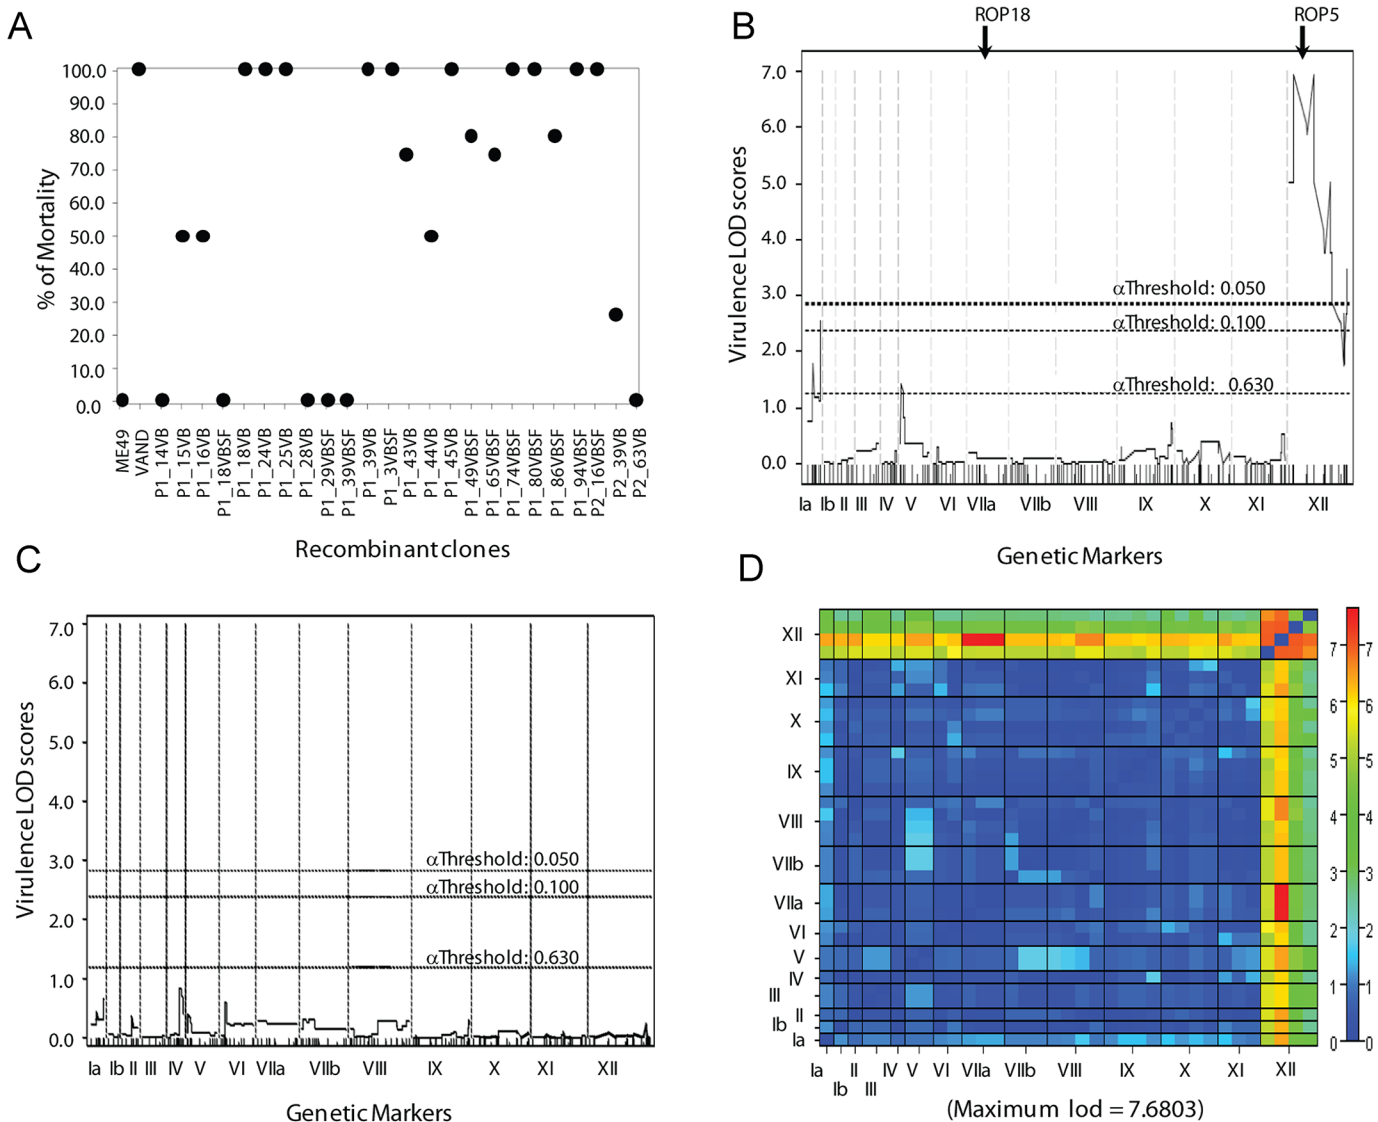 A
100.0
90.0
80.0
70.0
60.0
50.0
40.0
30.0
20.0
10.0
0.0
% of Mortality
ME49
VAND
P1_14VB
P1_15VB
P1_16VB
P1_18VBSF
P1_18VB
P1_24VB
P1_25VB
P1_28VB
P1_29VBSF
P1_39VBSF
P1_39VB
P1_3VBSF
P1_43VB
P1_44VB
P1_45VB
P1_49VBSF
P1_65VBSF
P1_74VBSF
P1_80VBSF
P1_86VBSF
P1_94VBSF
P2_16VBSF
P2_39VB
P2_63VB
Recombinant clones
B
ROP18
ROP5
7.0
6.0
5.0
4.0
3.0
2.0
1.0
0.0
Virulence LOD scores
αThreshold: 0.050
αThreshold: 0.100
αThreshold: 0.630
Ia Ib II III IV V VI VIIa VIIb VIII IX X XI XII
Genetic Markers
C
7.0
6.0
5.0
4.0
3.0
2.0
1.0
0.0
Virulence LOD scores
αThreshold: 0.050
αThreshold: 0.100
αThreshold: 0.630
Ia Ib II III IV V VI VIIa VIIb VIII IX X XI XII
Genetic Markers
D
XII
XI
X
IX
VIII
VIIb
VIIa
VI
V
IV
III
II
Ib
Ia
Ia II IV V VI VIIa VIIb VIII IX X XI XII
Ib III
7 7
6 6
5 5
4 4
3 3
2 2
1 1
0 0
(Maximum lod = 7.6803)